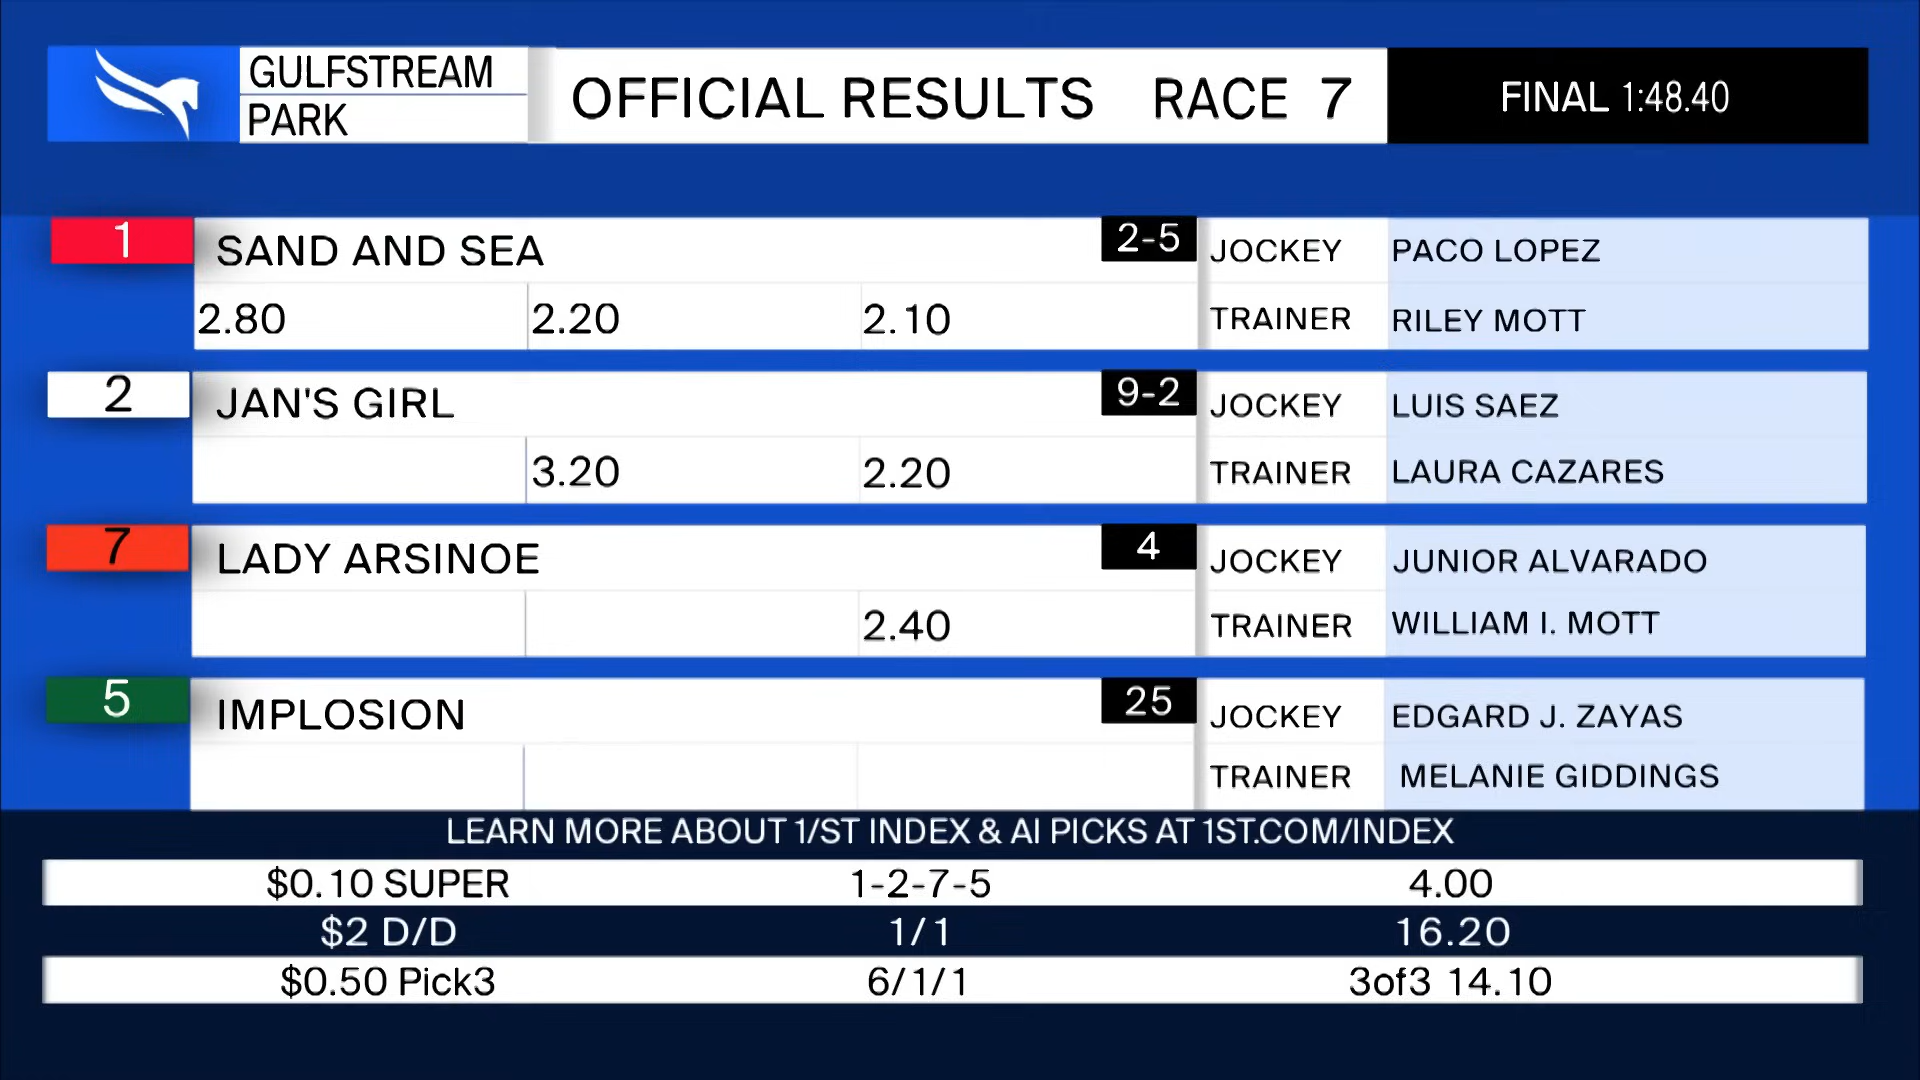 GULFSTREAM
PARK
OFFICIAL RESULTS RACE 7
FINAL 1:48.40
1 SAND AND SEA 2-5 JOCKEY PACO LOPEZ
2.80 2.20 2.10 TRAINER RILEY MOTT
2 JAN'S GIRL 9-2 JOCKEY LUIS SAEZ
3.20 2.20 TRAINER LAURA CAZARES
7 LADY ARSINOE 4 JOCKEY JUNIOR ALVARADO
2.40 TRAINER WILLIAM I. MOTT
5 IMPLOSION 25 JOCKEY EDGARD J. ZAYAS
TRAINER MELANIE GIDDINGS
LEARN MORE ABOUT 1/ST INDEX & AI PICKS AT 1ST.COM/INDEX
$0.10 SUPER 1-2-7-5 4.00
$2 D/D 1/1 16.20
$0.50 Pick3 6/1/1 3of3 14.10